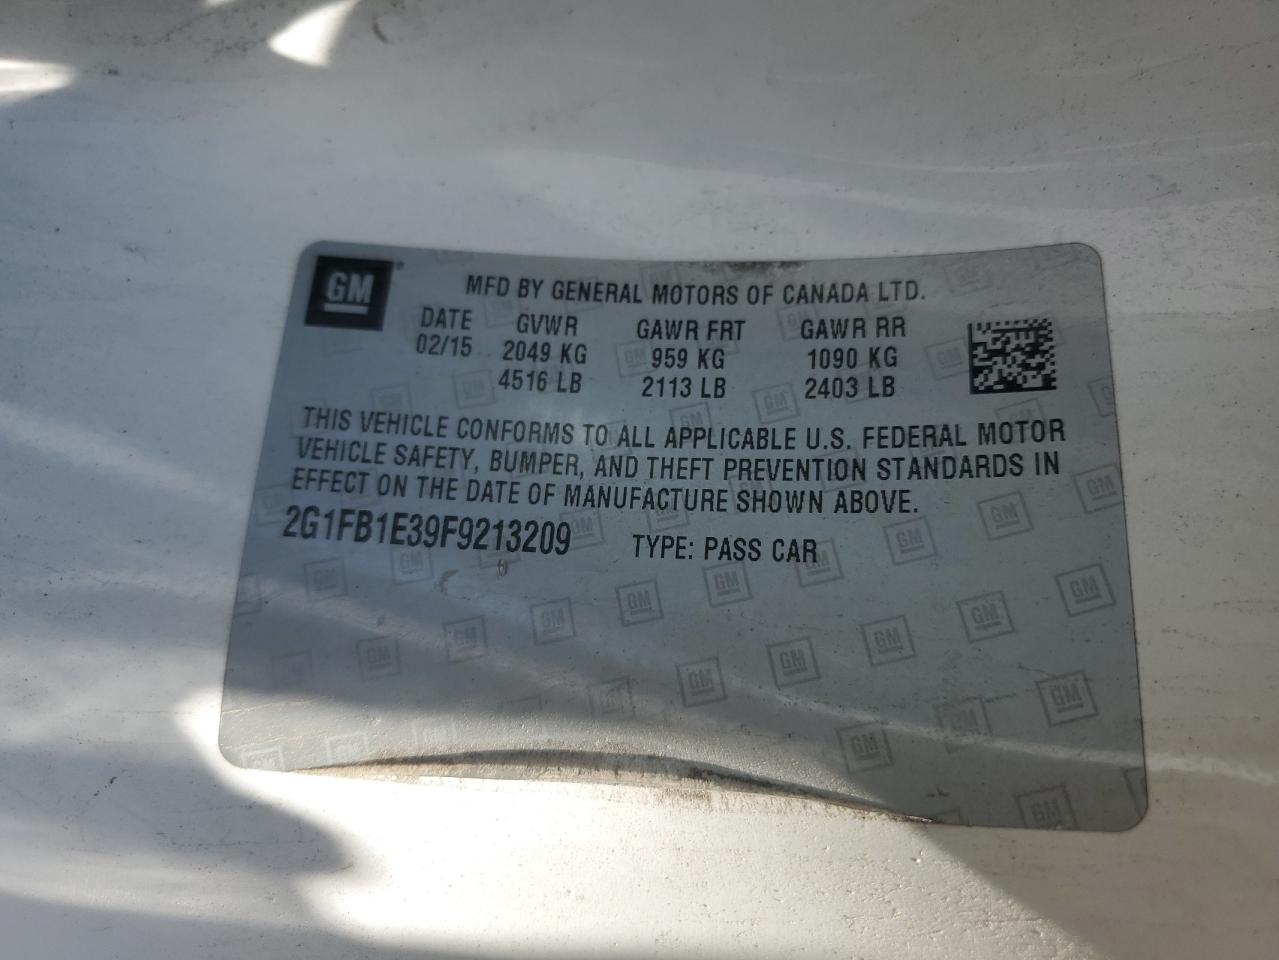 GM
MFD BY GENERAL MOTORS OF CANADA LTD.
DATE GVWR GAWR FRT GAWR RR
02/15 2049 KG 959 KG 1090 KG
4516 LB 2113 LB 2403 LB
THIS VEHICLE CONFORMS TO ALL APPLICABLE U.S. FEDERAL MOTOR
VEHICLE SAFETY, BUMPER, AND THEFT PREVENTION STANDARDS IN
EFFECT ON THE DATE OF MANUFACTURE SHOWN ABOVE.
2G1FB1E39F9213209 TYPE: PASS CAR